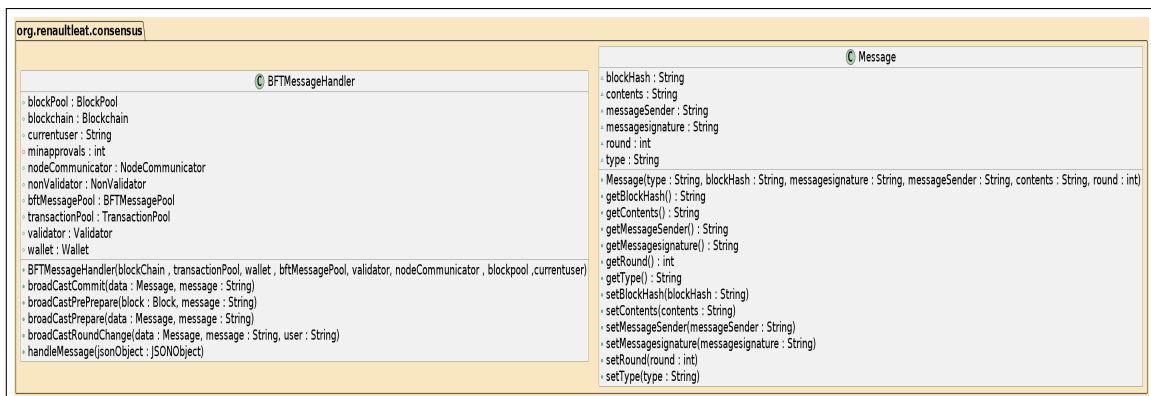 org.renaultleat.consensus
C BFTMessageHandler
blockPool : BlockPool
blockchain : Blockchain
currentuser : String
minapprovals : int
nodeCommunicator : NodeCommunicator
nonValidator : NonValidator
bftMessagePool : BFTMessagePool
transactionPool : TransactionPool
validator : Validator
wallet : Wallet
BFTMessageHandler(blockChain , transactionPool, wallet , bftMessagePool, validator, nodeCommunicator , blockpool ,currentuser)
broadCastCommit(data : Message, message : String)
broadCastPrePrepare(block : Block, message : String)
broadCastPrepare(data : Message, message : String)
broadCastRoundChange(data : Message, message : String, user : String)
handleMessage(jsonObject : JSONObject)
C Message
blockHash : String
contents : String
messageSender : String
messagesignature : String
round : int
type : String
Message(type : String, blockHash : String, messagesignature : String, messageSender : String, contents : String, round : int)
getBlockHash() : String
getContents() : String
getMessageSender() : String
getMessagesignature() : String
getRound() : int
getType() : String
setBlockHash(blockHash : String)
setContents(contents : String)
setMessageSender(messageSender : String)
setMessagesignature(messagesignature : String)
setRound(round : int)
setType(type : String)